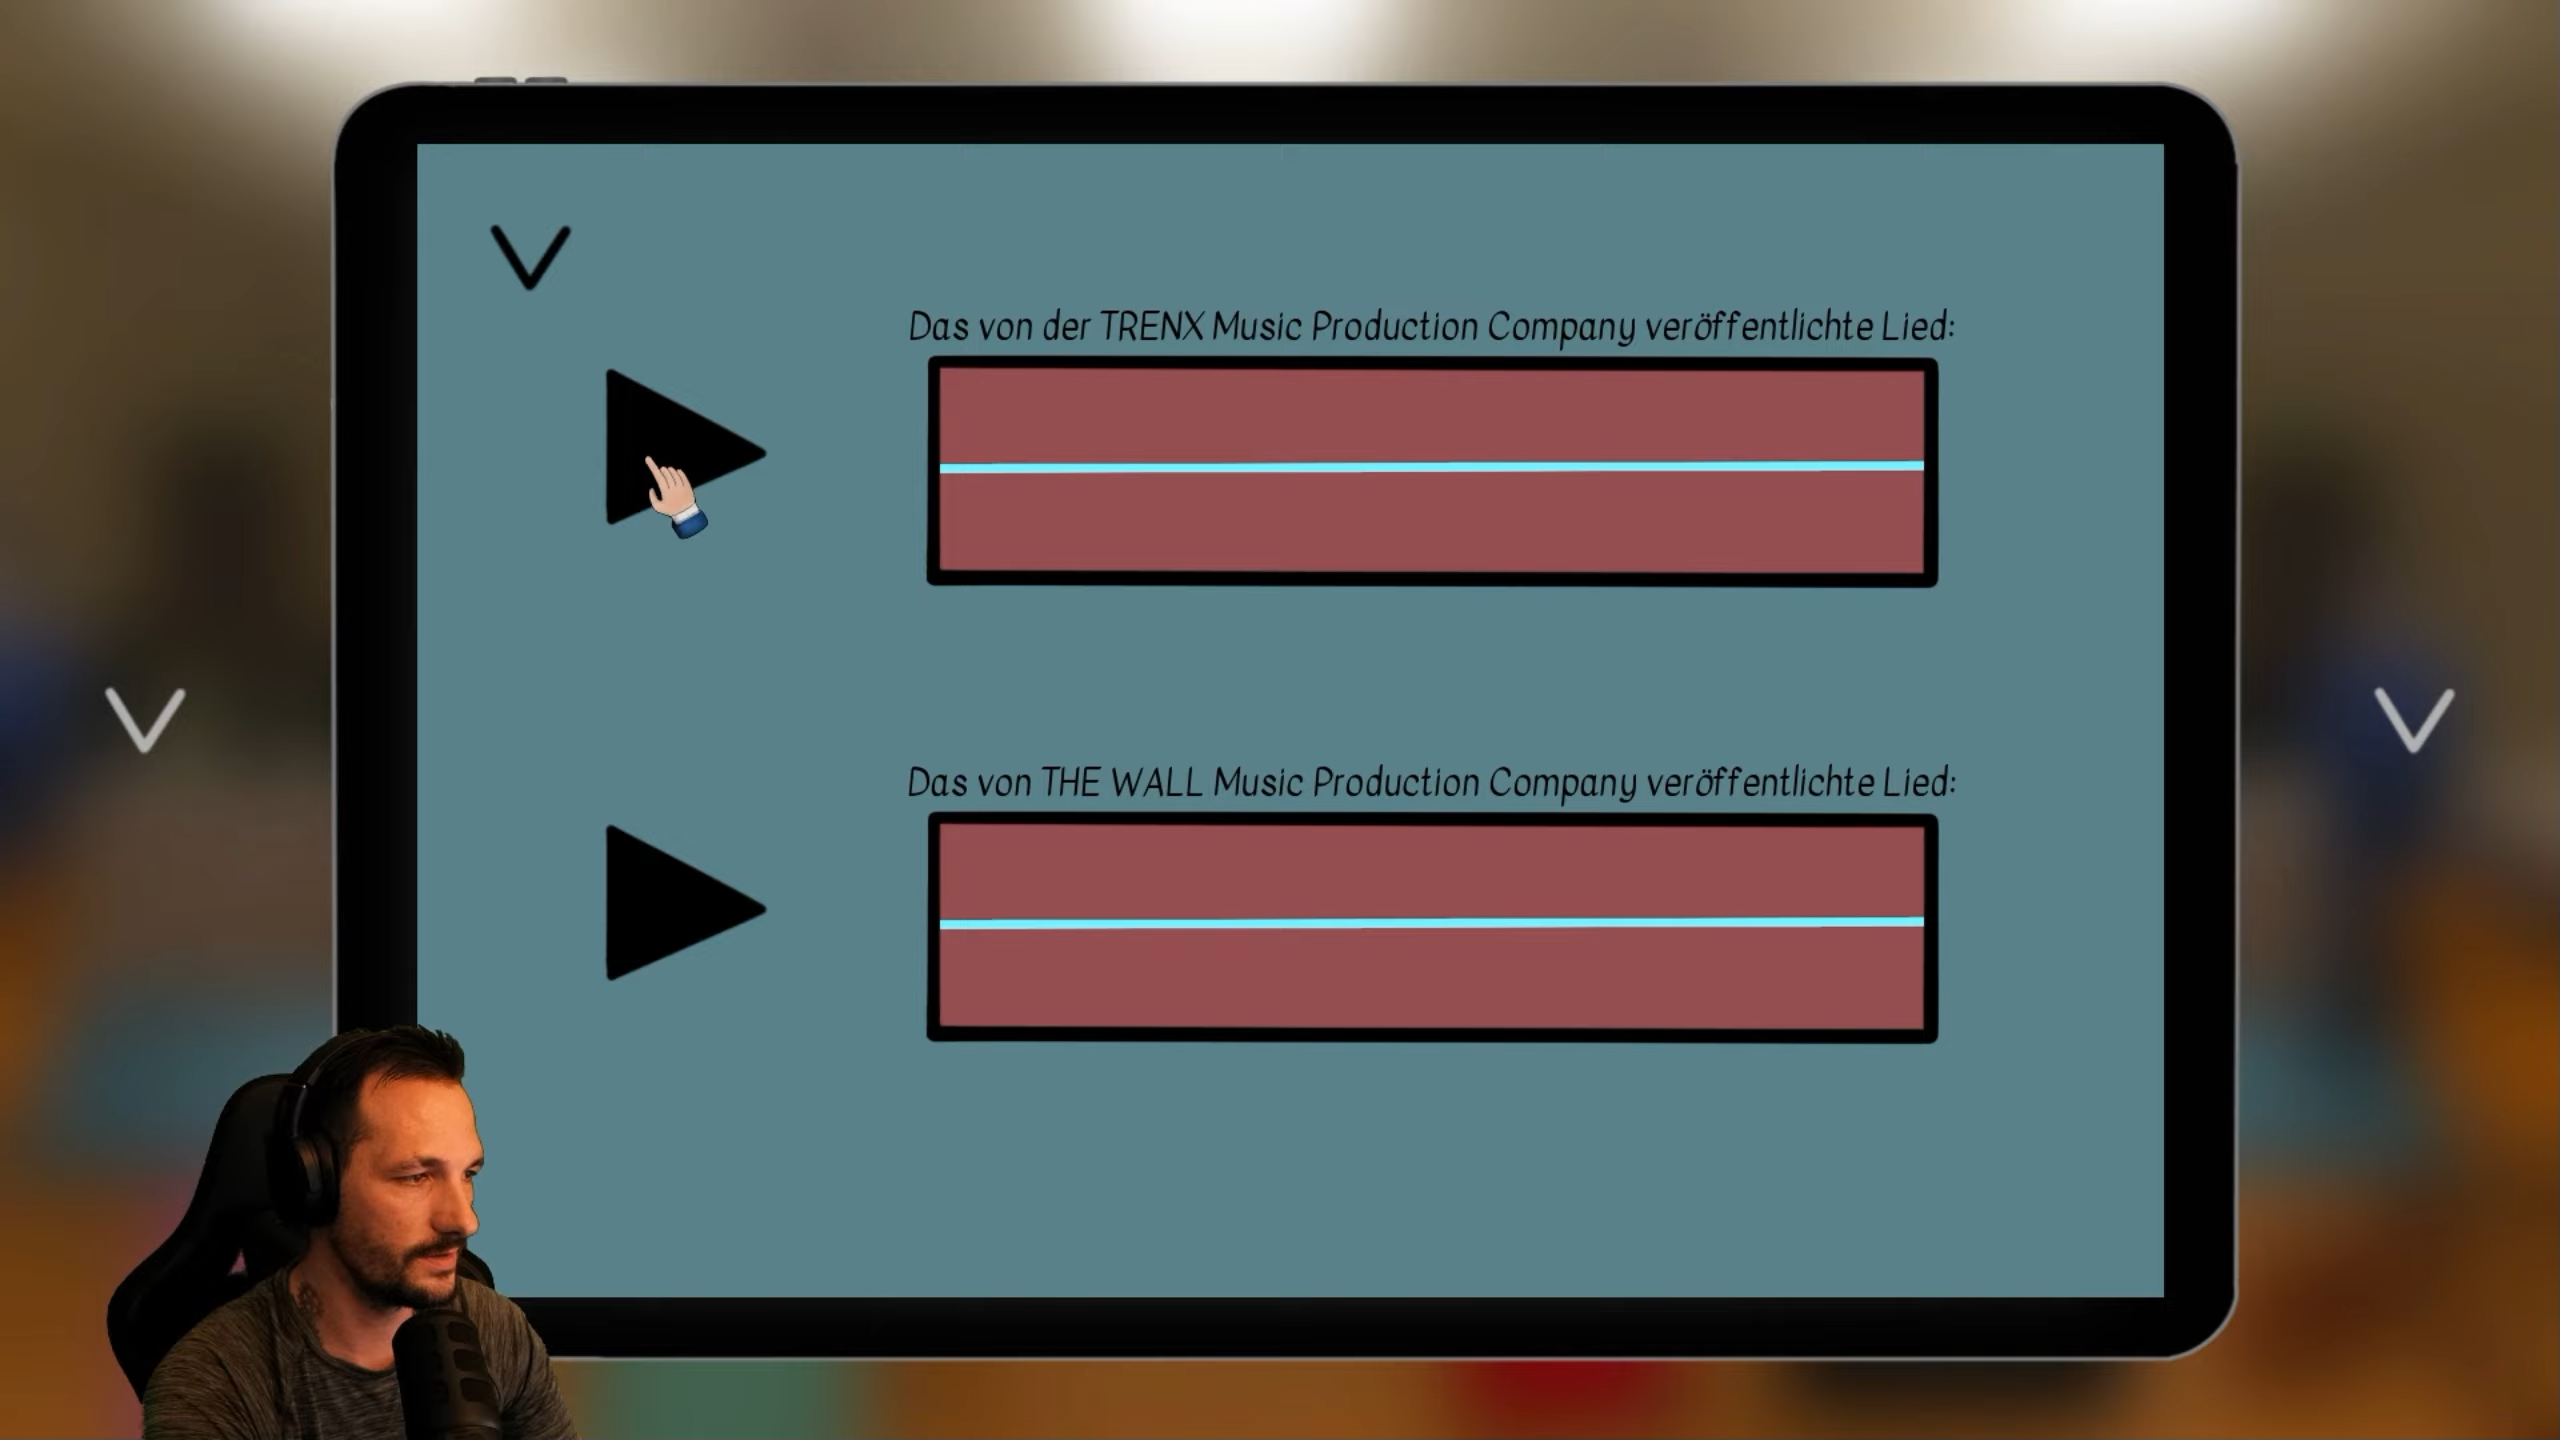 Das von der TRENX Music Production Company veröffentlichte Lied:
Das von THE WALL Music Production Company veröffentlichte Lied: